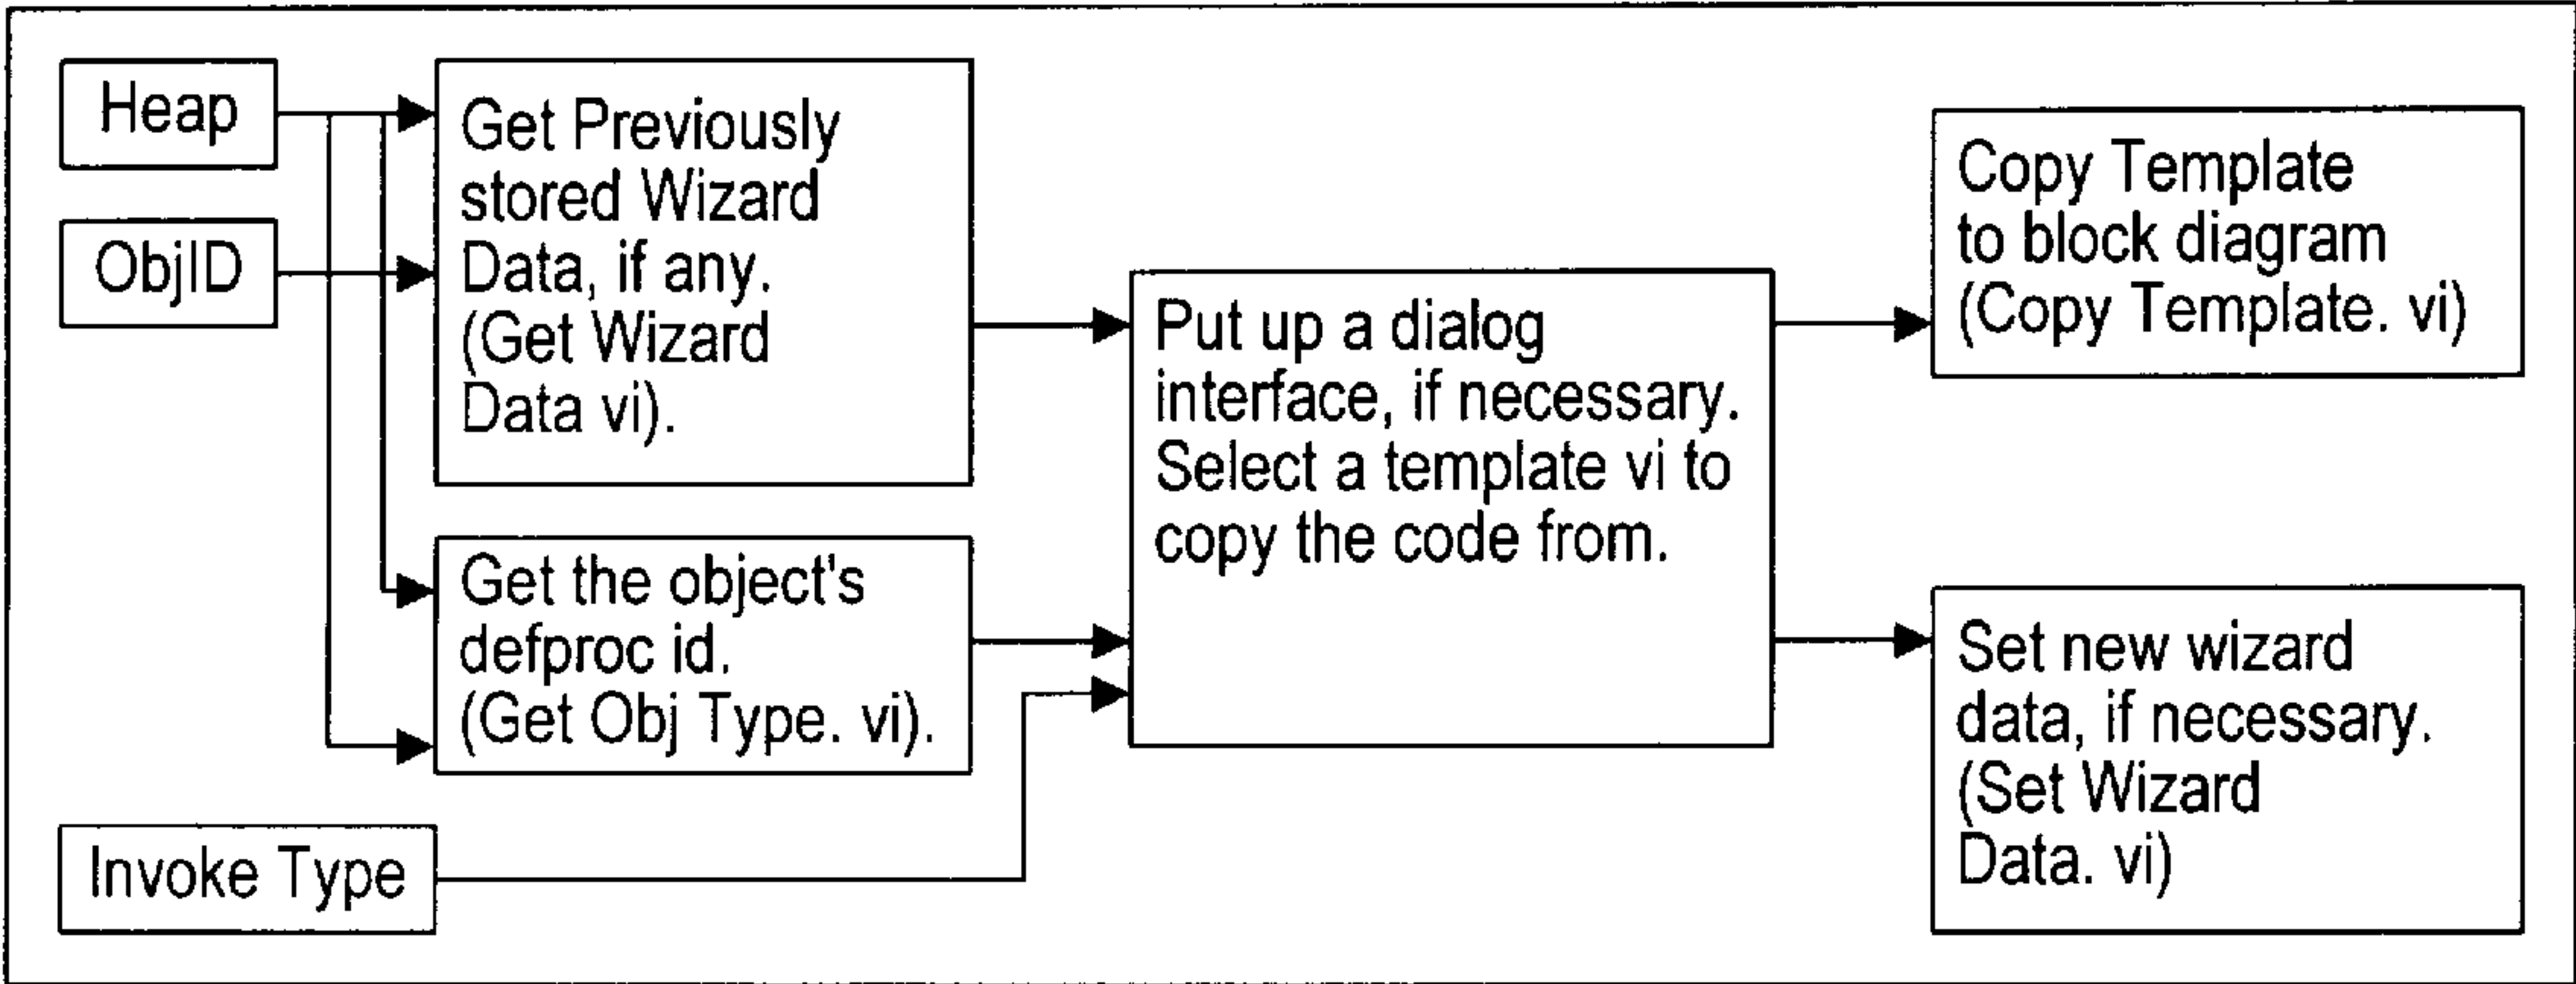 Heap
ObjID
Get Previously
stored Wizard
Data, if any.
(Get Wizard
Data vi).
Get the object's
defproc id.
(Get Obj Type. vi).
Invoke Type
Put up a dialog
interface, if necessary.
Select a template vi to
copy the code from.
Copy Template
to block diagram
(Copy Template. vi)
Set new wizard
data, if necessary.
(Set Wizard
Data. vi)